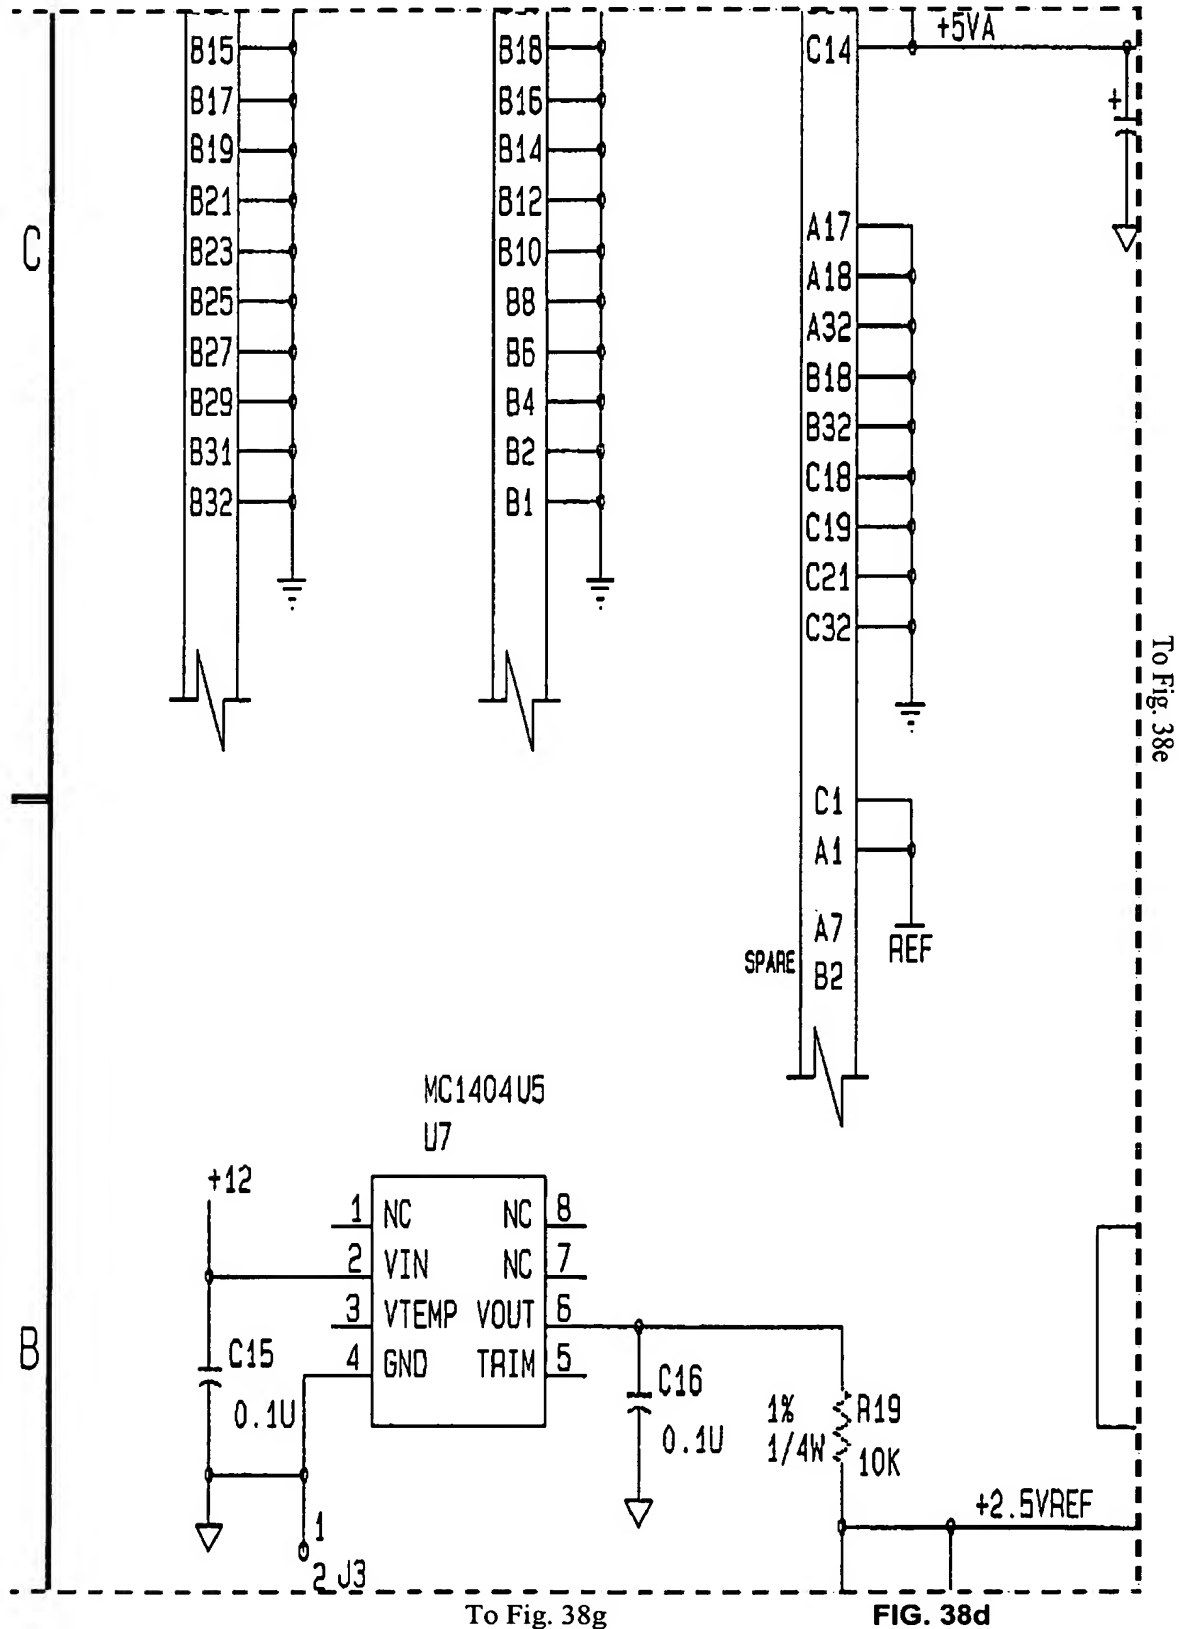 +5VA
B15 B18 C14
B17 B16
+
B19 B14
B21 B12
A17
C
B23 B10
A18
B25 B8
A32
B27 B6
B18
B29 B4
B32
B31 B2
C18
B32 B1
C19
C21
C32
To Fig. 38e
C1
A1
A7
REF
SPARE B2
MC1404U5
U7
+12
1 NC NC 8
2 VIN NC 7
3 VTEMP VOUT 6
B
C15 4 GND TRIM 5
C16
0.1U
1% R19
0.1U 1/4W
10K
+2.5VREF
1
2 J3
To Fig. 38g FIG. 38d